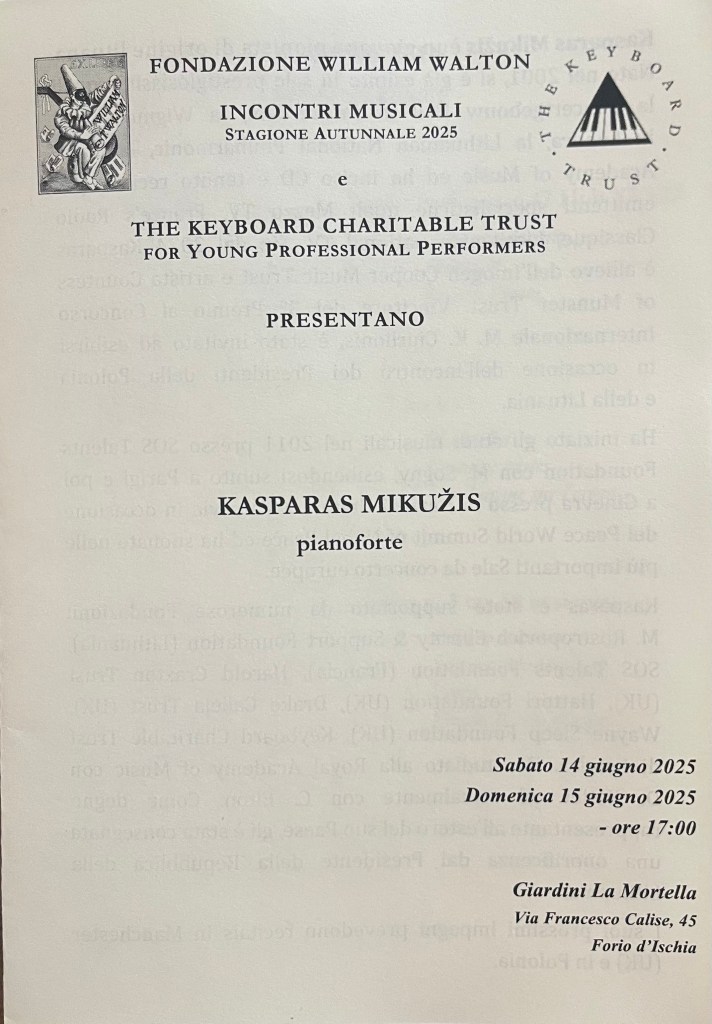 FONDAZIONE WILLIAM WALTON
INCONTRI MUSICALI
STAGIONE AUTUNNALE 2025
e
THE KEYBOARD CHARITABLE TRUST
FOR YOUNG PROFESSIONAL PERFORMERS
THE KEYBOARD · TRUST ·
WILLIAM WALTON
PRESENTANO
KASPARAS MIKUŽIS
pianoforte
Sabato 14 giugno 2025
Domenica 15 giugno 2025
- ore 17:00
Giardini La Mortella
Via Francesco Calise, 45
Forio d'Ischia